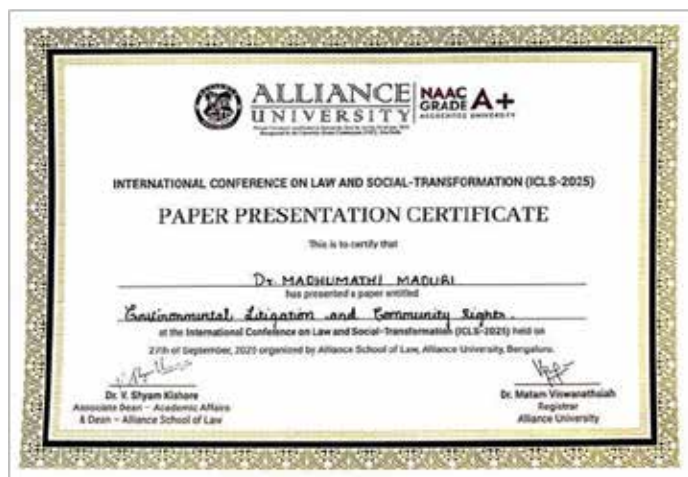 ALLIANCE
UNIVERSITY
NAAC
GRADE A+
ACCREDITED UNIVERSITY
INTERNATIONAL CONFERENCE ON LAW AND SOCIAL-TRANSFORMATION (ICLS-2025)
PAPER PRESENTATION CERTIFICATE
This is to certify that
Dr. MADHUMATHI MADURI
has presented a paper entitled
Environmental Litigation and Community Rights.
at the International Conference on Law and Social-Transformation (ICLS-2025) held on
27th of September, 2025 organized by Alliance School of Law, Alliance University, Bengaluru.
Dr. V. Shyam Kishore
Associate Dean – Academic Affairs
& Dean – Alliance School of Law
Dr. Matam Viswanathaiah
Registrar
Alliance University